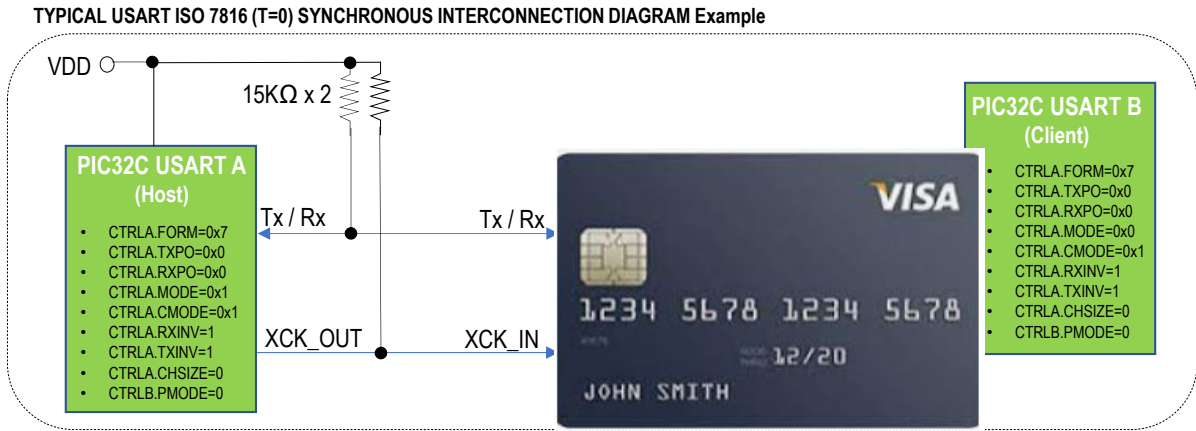 TYPICAL USART ISO 7816 (T=0) SYNCHRONOUS INTERCONNECTION DIAGRAM Example
VDD
15KΩ x 2
PIC32C USART A
(Host)
• CTRLA.FORM=0x7
• CTRLA.TXPO=0x0
• CTRLA.RXPO=0x0
• CTRLA.MODE=0x1
• CTRLA.CMODE=0x1
• CTRLA.RXINV=1
• CTRLA.TXINV=1
• CTRLA.CHSIZE=0
• CTRLB.PMODE=0
Tx / Rx
Tx / Rx
XCK_OUT
XCK_IN
VISA
1234 5678 1234 5678
12/20
JOHN SMITH
PIC32C USART B
(Client)
• CTRLA.FORM=0x7
• CTRLA.TXPO=0x0
• CTRLA.RXPO=0x0
• CTRLA.MODE=0x0
• CTRLA.CMODE=0x1
• CTRLA.RXINV=1
• CTRLA.TXINV=1
• CTRLA.CHSIZE=0
• CTRLB.PMODE=0